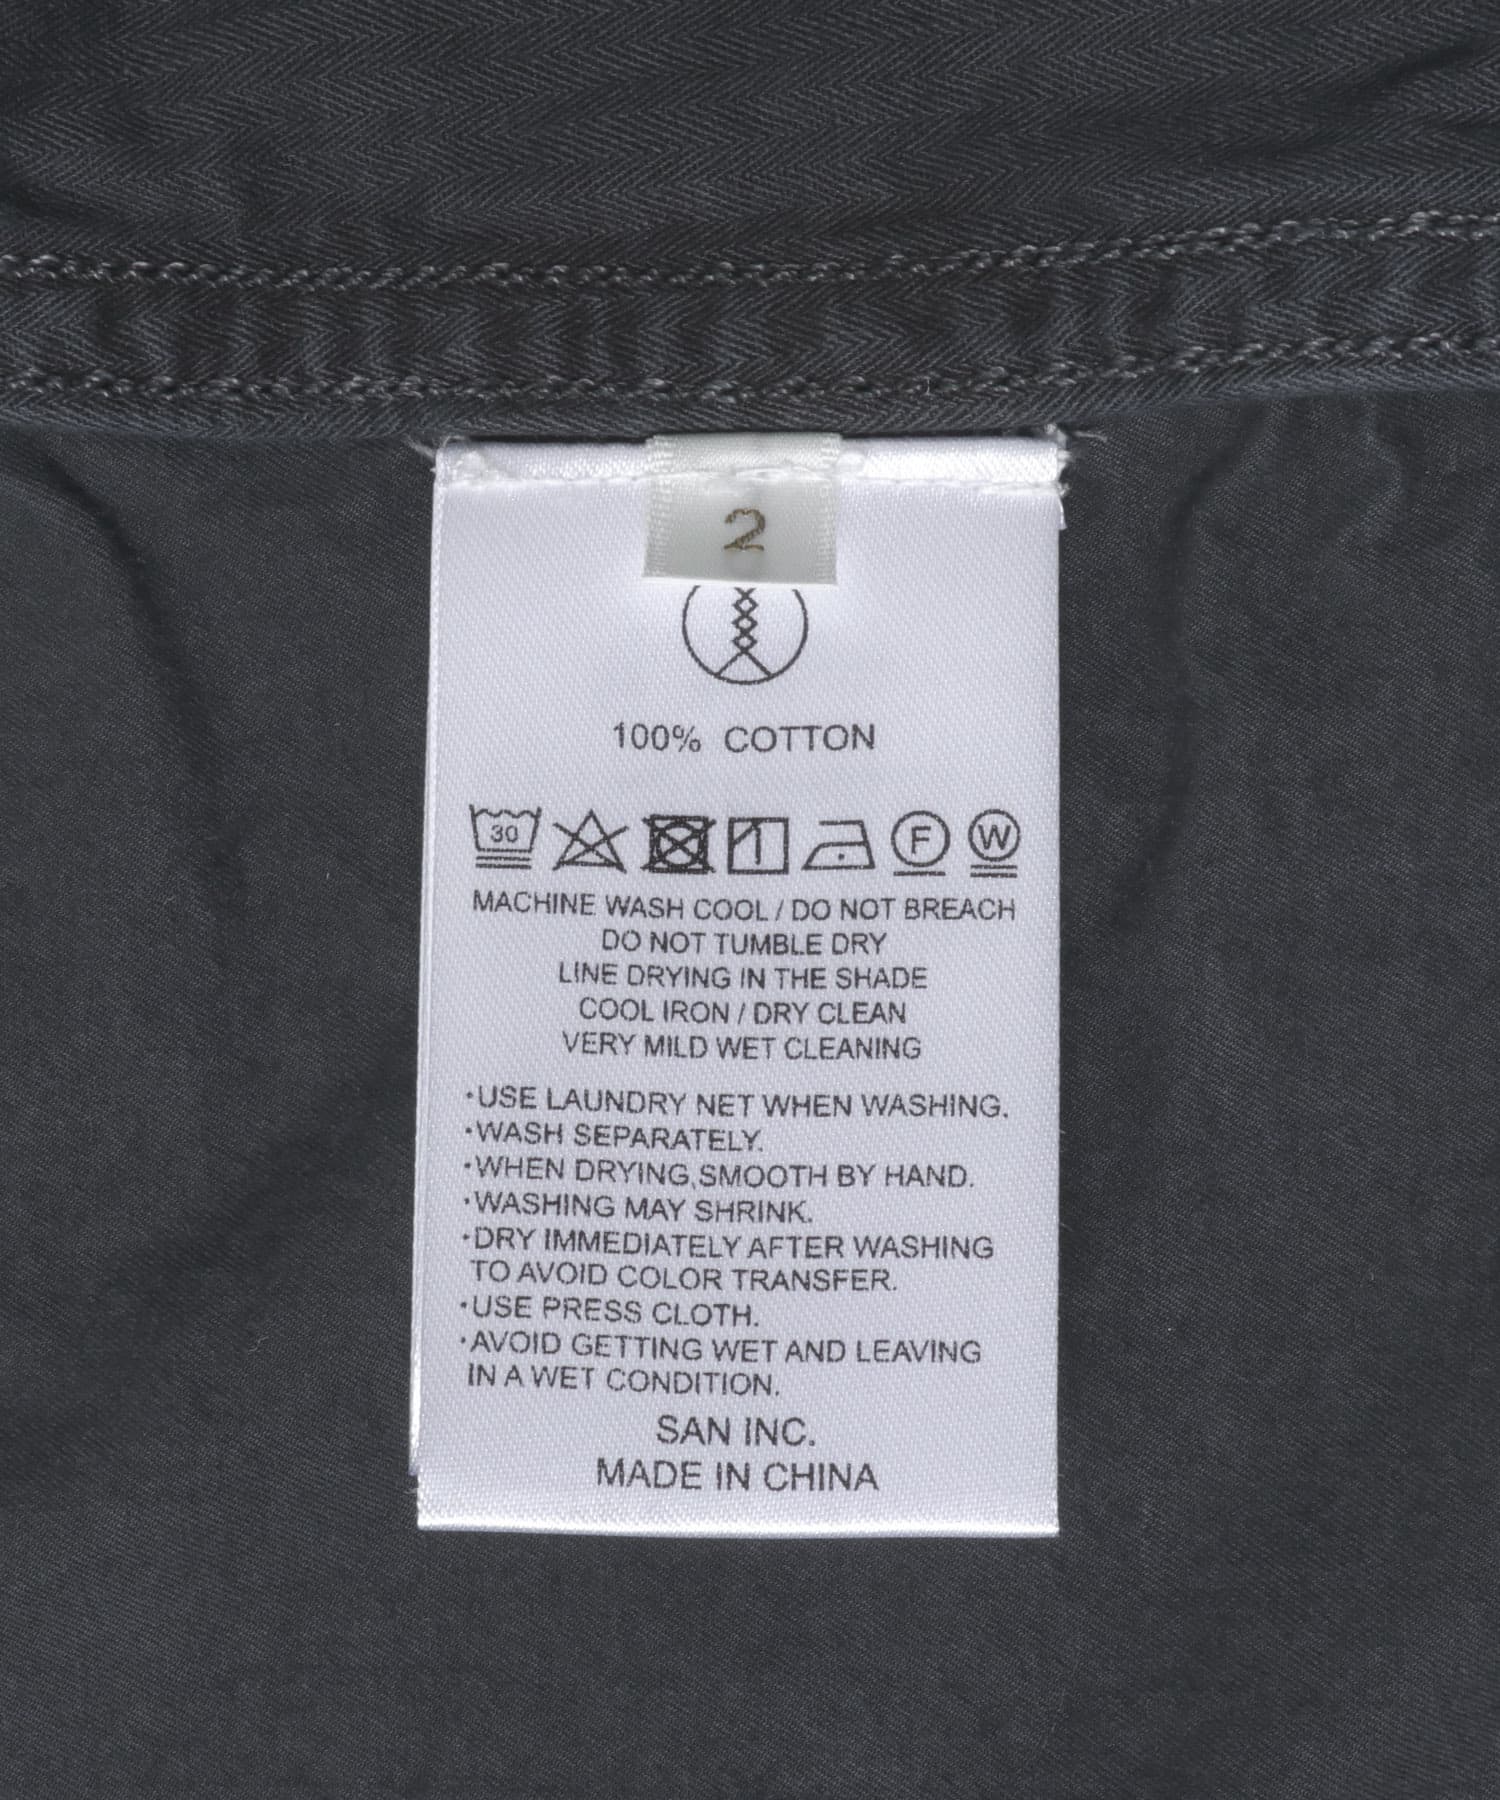 2
100% COTTON
30 F W
MACHINE WASH COOL / DO NOT BREACH
DO NOT TUMBLE DRY
LINE DRYING IN THE SHADE
COOL IRON / DRY CLEAN
VERY MILD WET CLEANING
·USE LAUNDRY NET WHEN WASHING.
·WASH SEPARATELY.
·WHEN DRYING,SMOOTH BY HAND.
·WASHING MAY SHRINK.
·DRY IMMEDIATELY AFTER WASHING
TO AVOID COLOR TRANSFER.
·USE PRESS CLOTH.
·AVOID GETTING WET AND LEAVING
IN A WET CONDITION.
SAN INC.
MADE IN CHINA